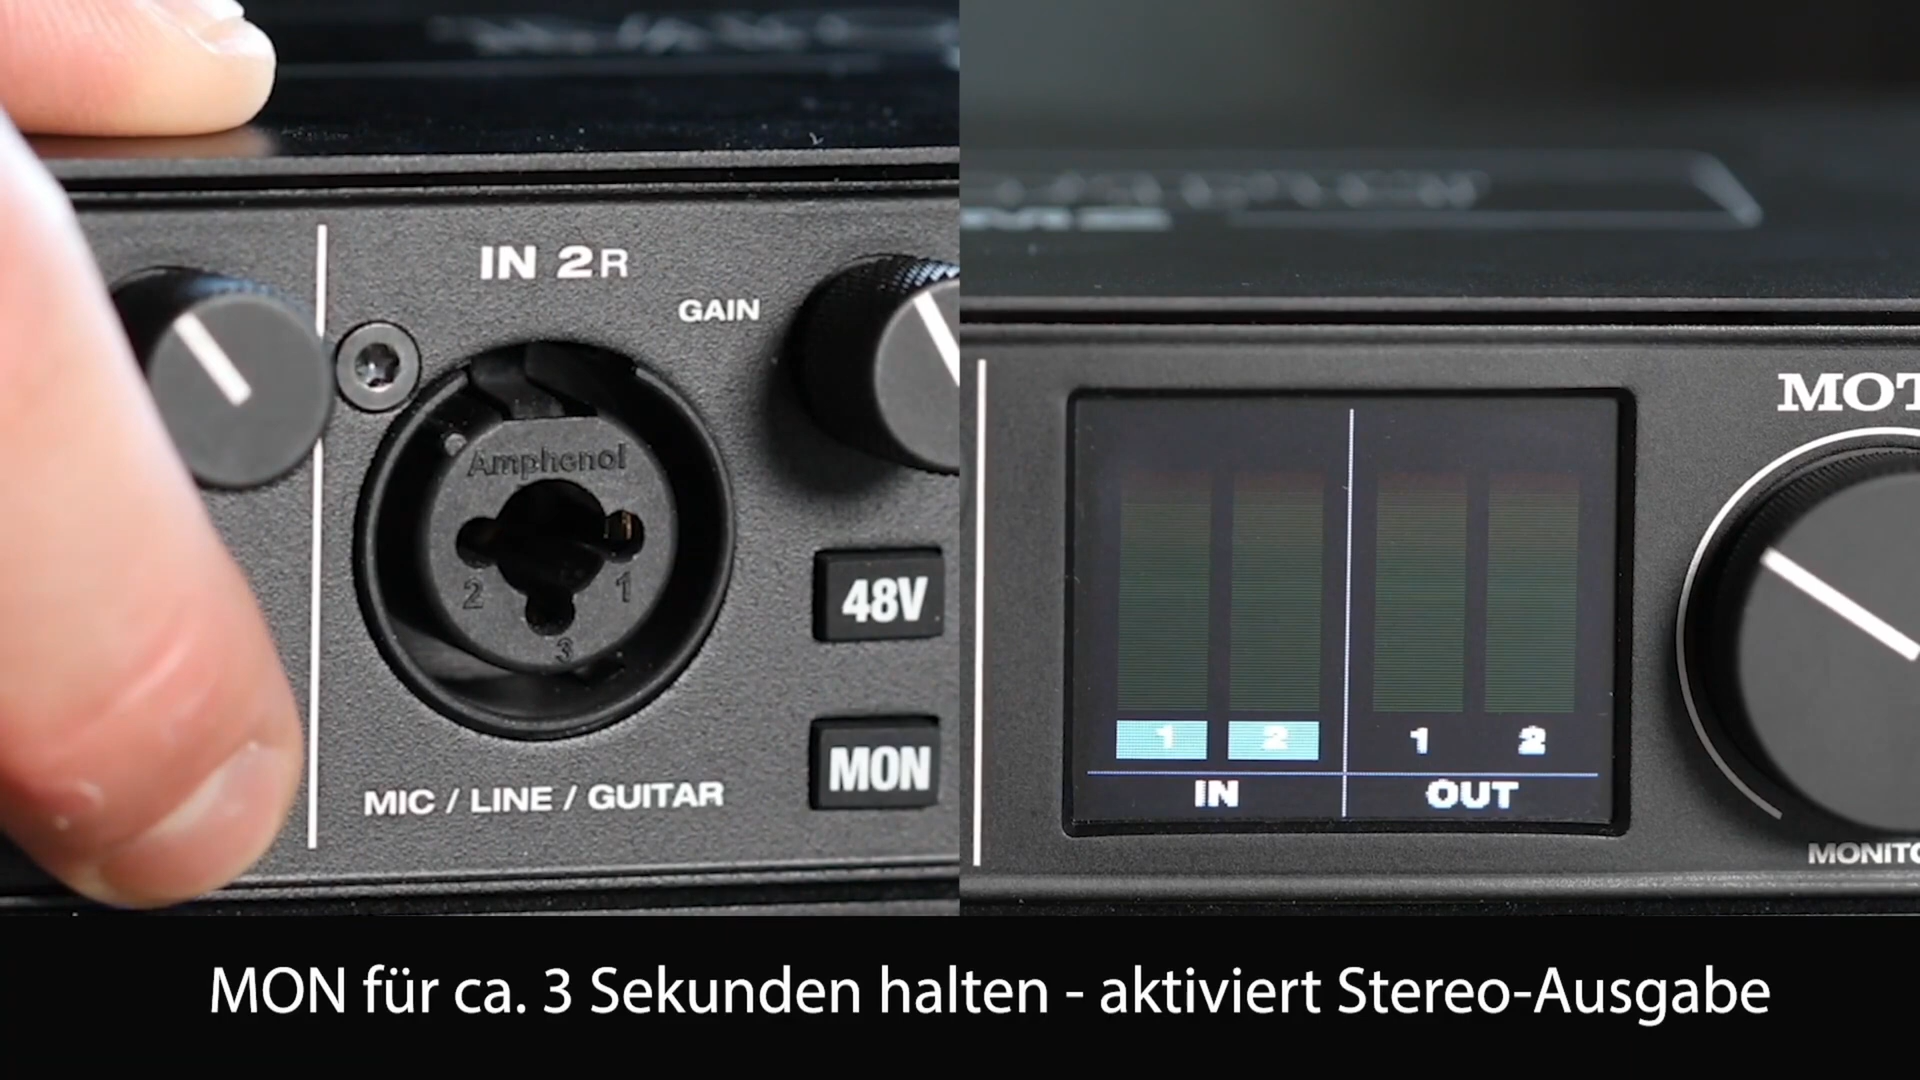 IN 2R
GAIN
Amphenol
2
1
3
48V
MON
MIC / LINE / GUITAR
M2
MOT
1
2
1
2
IN
OUT
MONITO
MON für ca. 3 Sekunden halten - aktiviert Stereo-Ausgabe